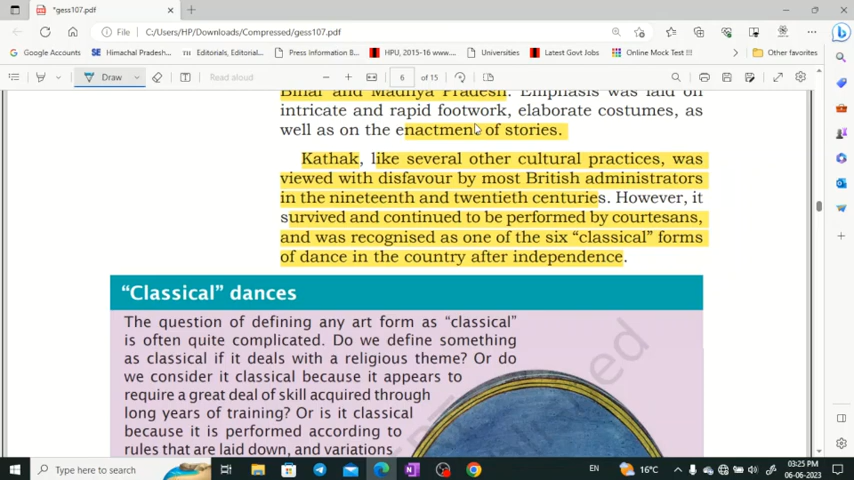 *gess107.pdf
File C:/Users/HP/Downloads/Compressed/gess107.pdf
Google Academic Himachal Pradesh... Editorials, Editorial... Press Information B... HPU, 2015-16 www.... Universities Latest Govt Jobs Online Mock Test !!! Other favorites
Draw Read aloud 6 of 15
Bihar and Madhya Pradesh. Emphasis was laid on
intricate and rapid footwork, elaborate costumes, as
well as on the enactment of stories.
Kathak, like several other cultural practices, was
viewed with disfavour by most British administrators
in the nineteenth and twentieth centuries. However, it
survived and continued to be performed by courtesans,
and was recognised as one of the six “classical” forms
of dance in the country after independence.
“Classical” dances
The question of defining any art form as “classical”
is often quite complicated. Do we define something
as classical if it deals with a religious theme? Or do
we consider it classical because it appears to
require a great deal of skill acquired through
long years of training? Or is it classical
because it is performed according to
rules that are laid down, and variations
Type here to search EN 16°C 03:25 PM
06-06-2023